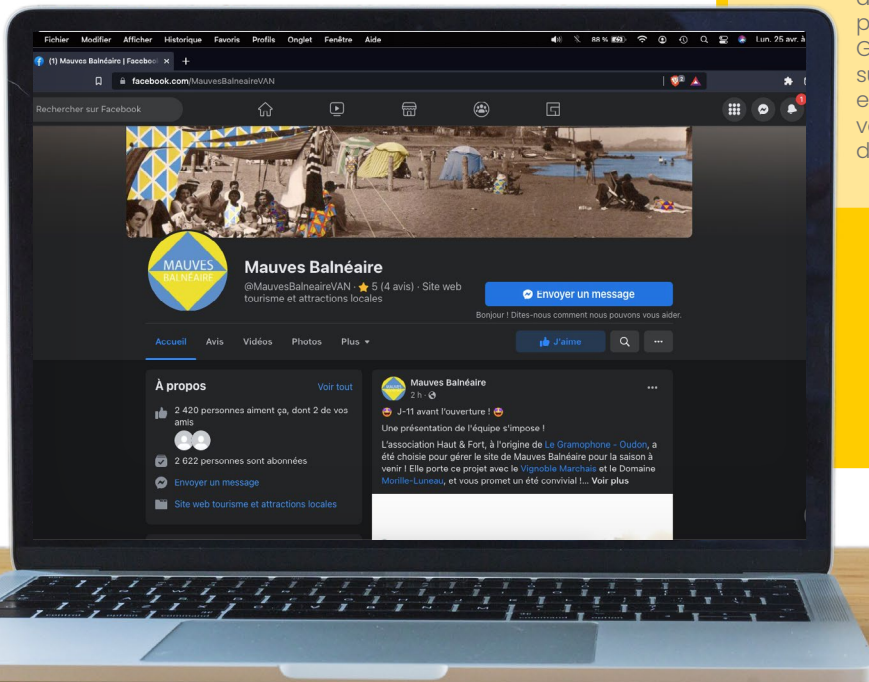 Fichier Modifier Afficher Historique Favoris Profils Onglet Fenêtre Aide 88 % Lun. 25 avr. à
(1) Mauves Balnéaire | Facebook
facebook.com/MauvesBalneaireVAN
Rechercher sur Facebook
1
MAUVES
BALNÉAIRE
Mauves Balnéaire
@MauvesBalneaireVAN · 5 (4 avis) · Site web
tourisme et attractions locales
Envoyer un message
Bonjour ! Dites-nous comment nous pouvons vous aider.
Accueil Avis Vidéos Photos Plus
J'aime
À propos
Voir tout
2 420 personnes aiment ça, dont 2 de vos
amis
2 622 personnes sont abonnées
Envoyer un message
Site web tourisme et attractions locales
Mauves Balnéaire
2 h ·
J-11 avant l'ouverture !
Une présentation de l'équipe s'impose !
L'association Haut & Fort, à l'origine de Le Gramophone - Oudon, a
été choisie pour gérer le site de Mauves Balnéaire pour la saison à
venir ! Elle porte ce projet avec le Vignoble Marchais et le Domaine
Morille-Luneau, et vous promet un été convivial !... Voir plus
control option command